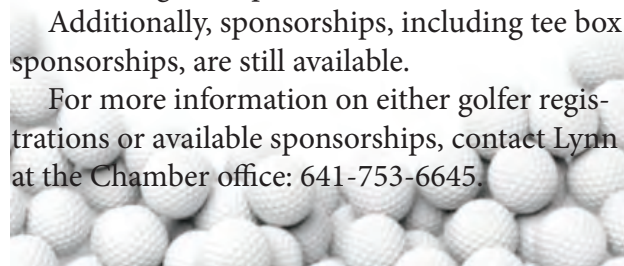 Additionally, sponsorships, including tee box
sponsorships, are still available.
For more information on either golfer regis-
trations or available sponsorships, contact Lynn
at the Chamber office: 641-753-6645.